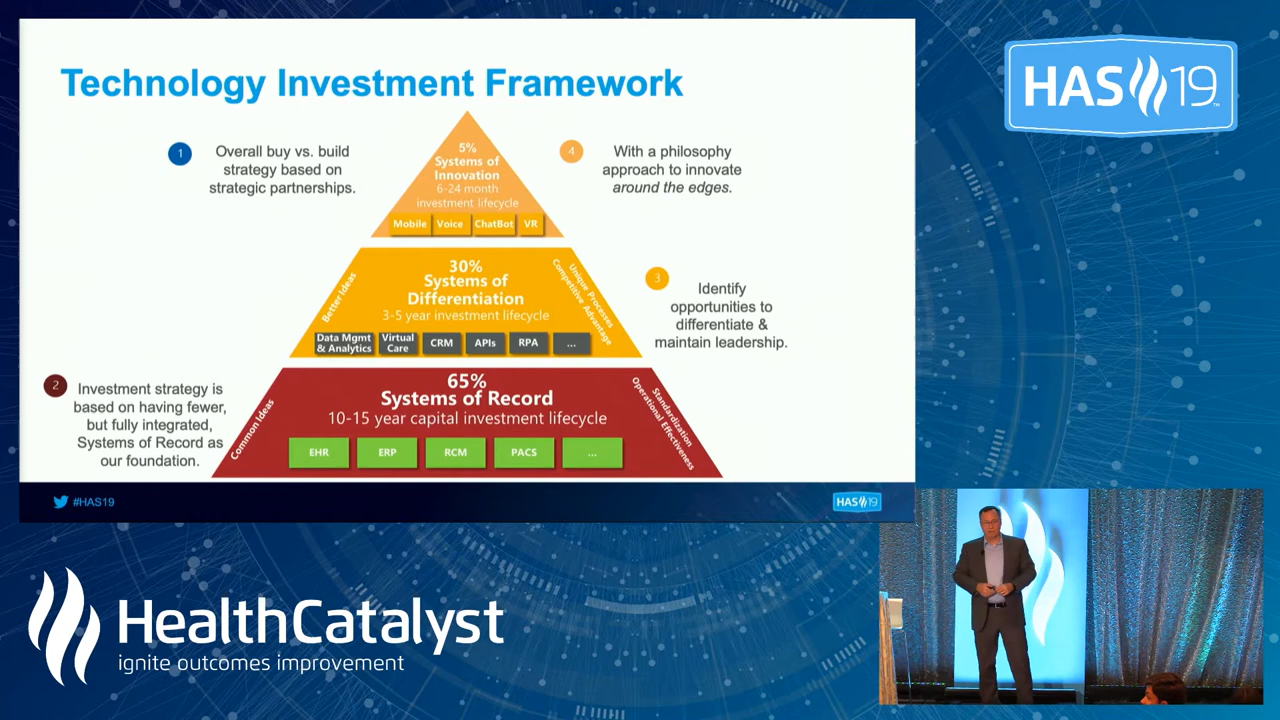 Technology Investment Framework
HAS 19™
1
Overall buy vs. build
strategy based on
strategic partnerships.
5%
Systems of
Innovation
6-24 month
investment lifecycle
Mobile Voice ChatBot VR
4
With a philosophy
approach to innovate
around the edges.
Better Ideas
30%
Systems of
Differentiation
3-5 year investment lifecycle
Data Mgmt
& Analytics
Virtual
Care
CRM APIs RPA ...
Unique Processes
Competitive Advantage
3
Identify
opportunities to
differentiate &
maintain leadership.
2
Investment strategy is
based on having fewer,
but fully integrated,
Systems of Record as
our foundation.
Common Ideas
65%
Systems of Record
10-15 year capital investment lifecycle
EHR ERP RCM PACS ...
Standardization
Operational Effectiveness
#HAS19
HAS 19
HealthCatalyst
ignite outcomes improvement